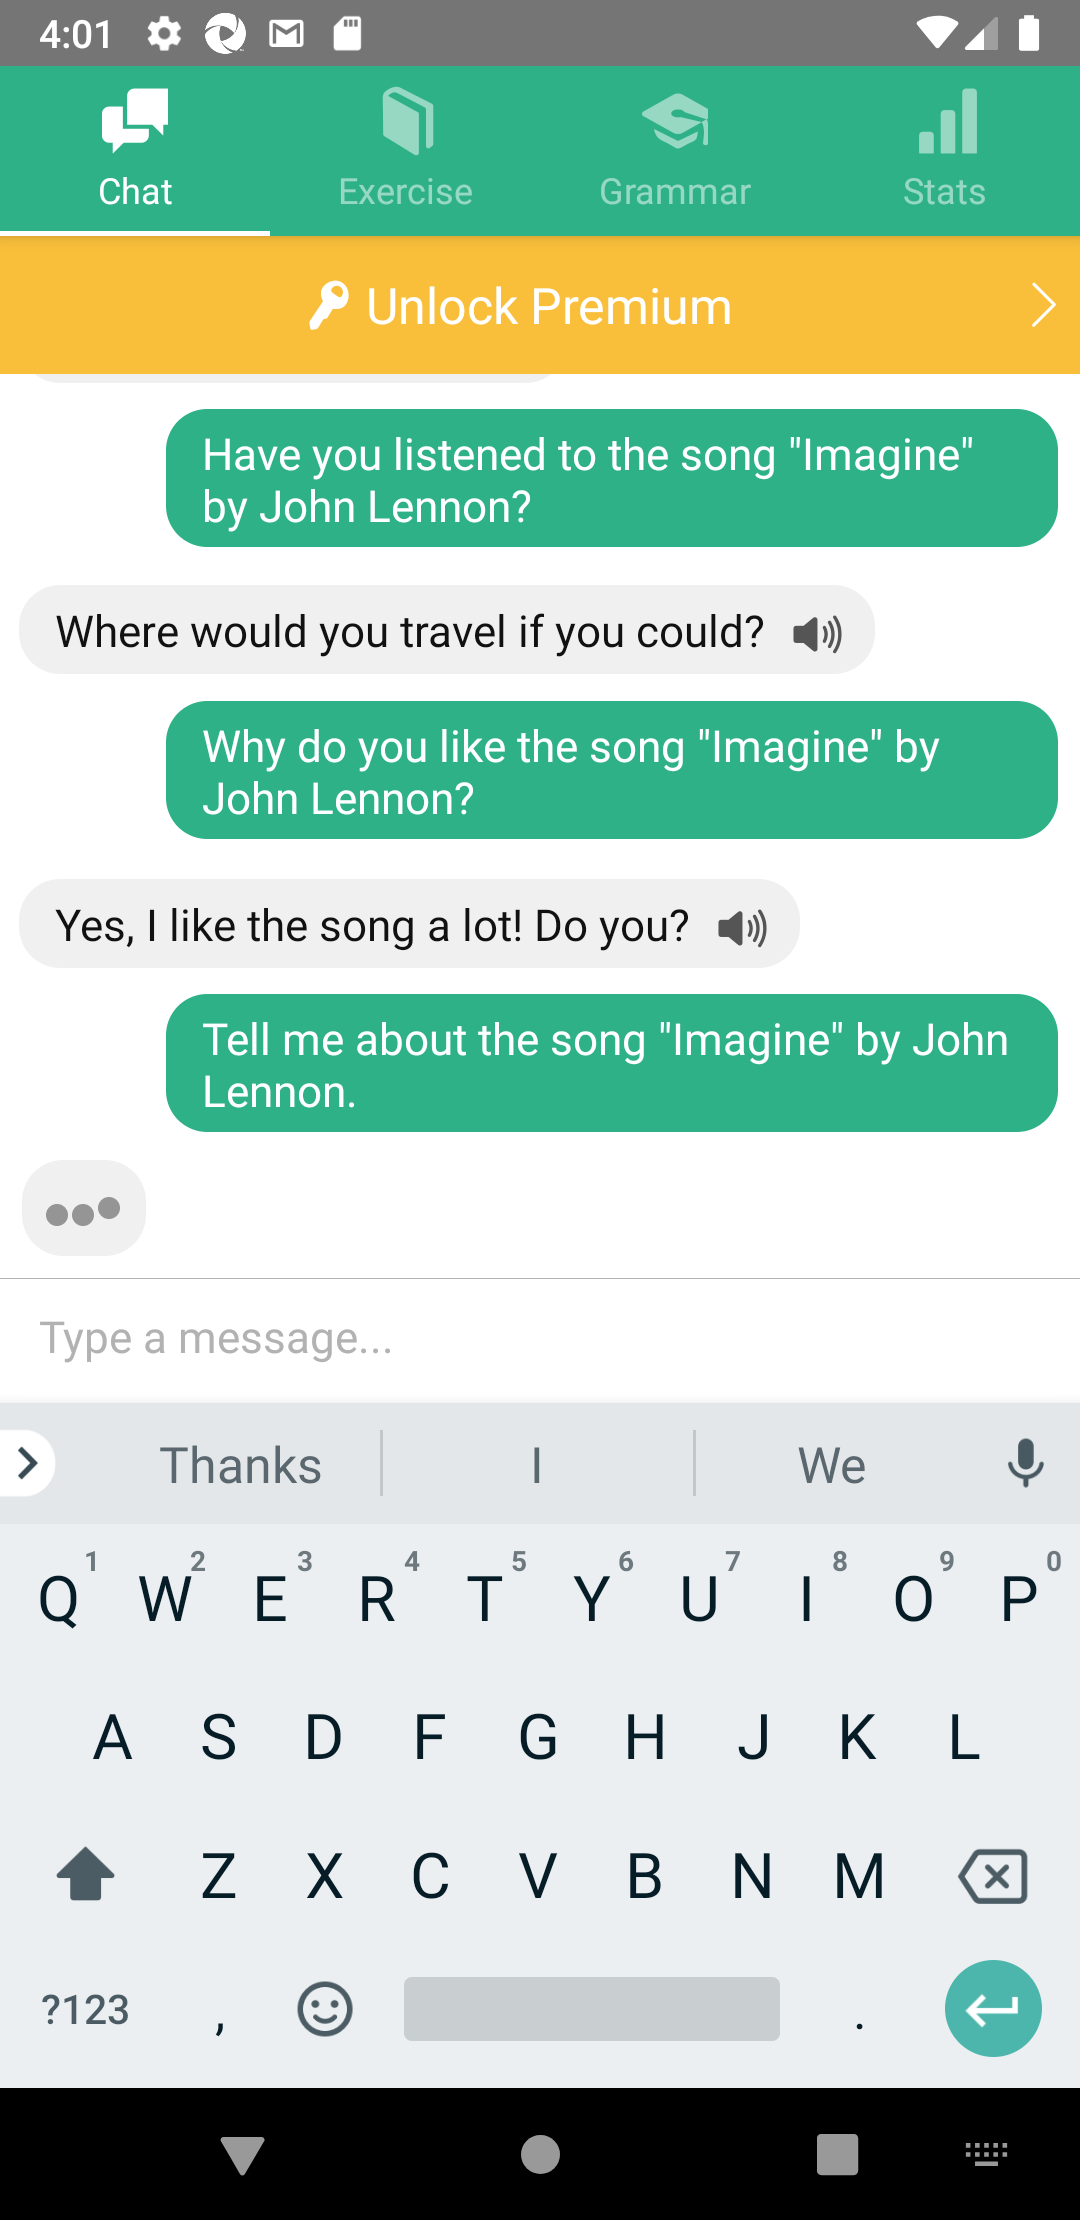 4:01
Chat
Exercise
Grammar
Stats
Unlock Premium
Have you listened to the song "Imagine"
by John Lennon?
Where would you travel if you could?
Why do you like the song "Imagine" by
John Lennon?
Yes, I like the song a lot! Do you?
Tell me about the song "Imagine" by John
Lennon.
Type a message...
Thanks I We
1 2 3 4 5 6 7 8 9 0
Q W E R T Y U I O P
A S D F G H J K L
Z X C V B N M
?123 , .